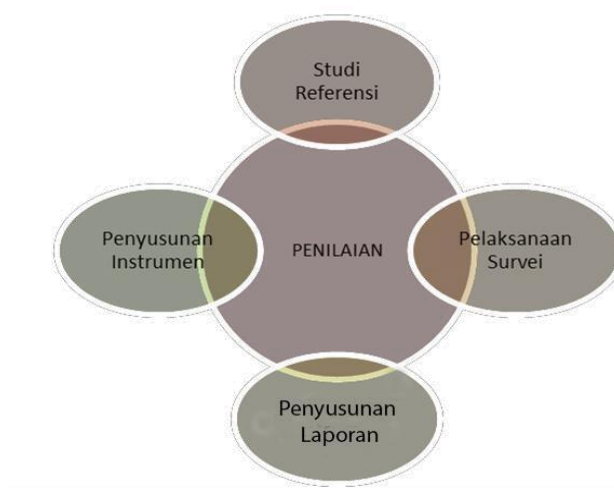 Studi
Referensi
Penyusunan
Instrumen
PENILAIAN
Pelaksanaan
Survei
Penyusunan
Laporan